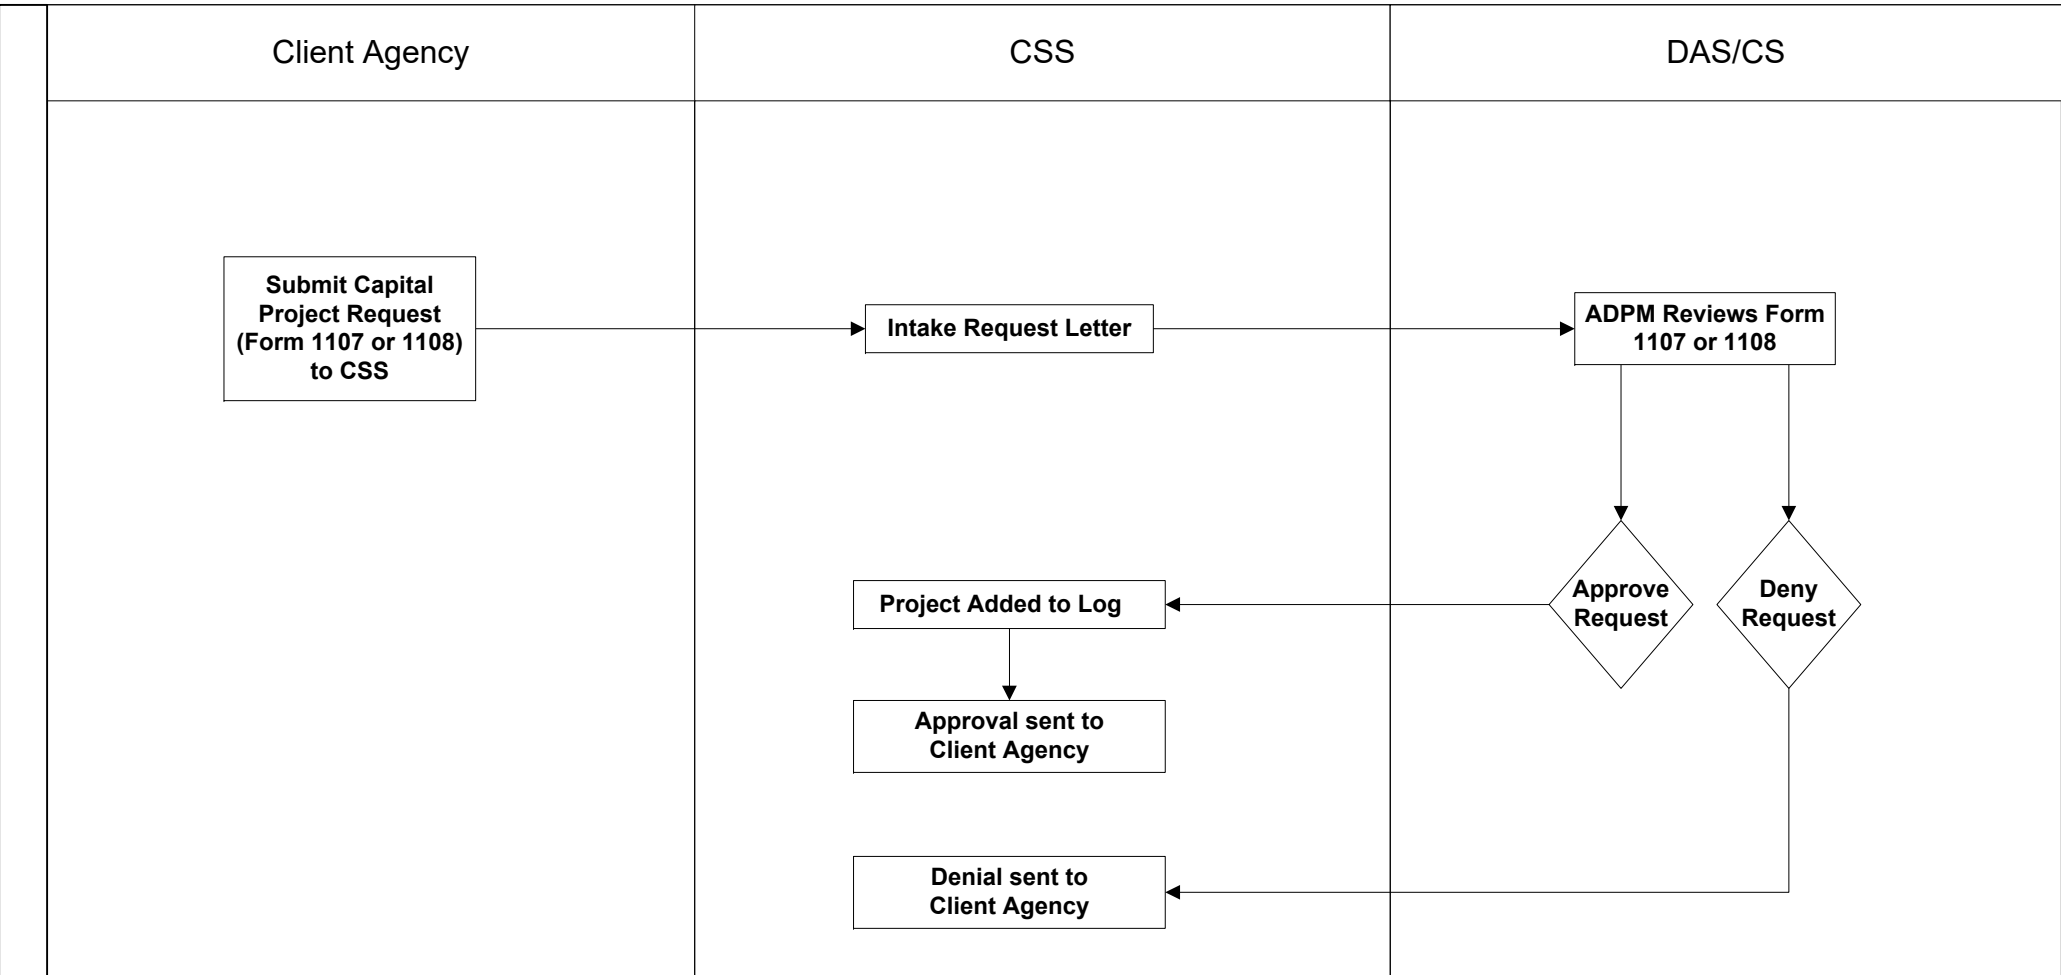 Client Agency
CSS
DAS/CS
Submit Capital
Project Request
(Form 1107 or 1108)
to CSS
Intake Request Letter
ADPM Reviews Form
1107 or 1108
Approve
Request
Deny
Request
Project Added to Log
Approval sent to
Client Agency
Denial sent to
Client Agency